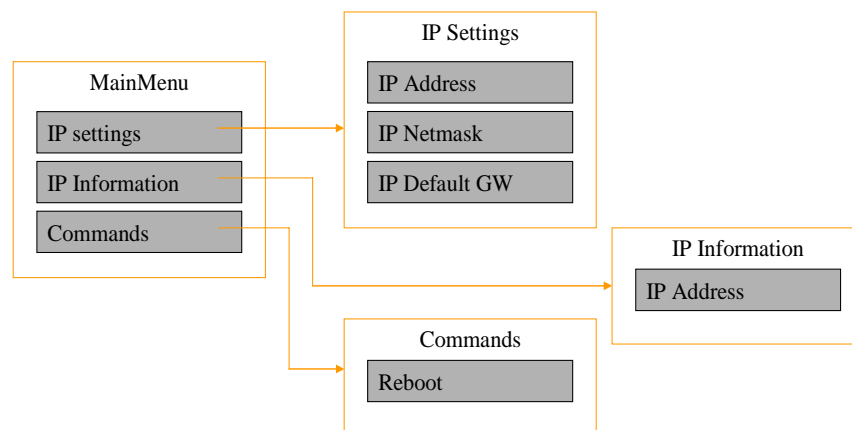 MainMenu
IP settings
IP Information
Commands
IP Settings
IP Address
IP Netmask
IP Default GW
IP Information
IP Address
Commands
Reboot